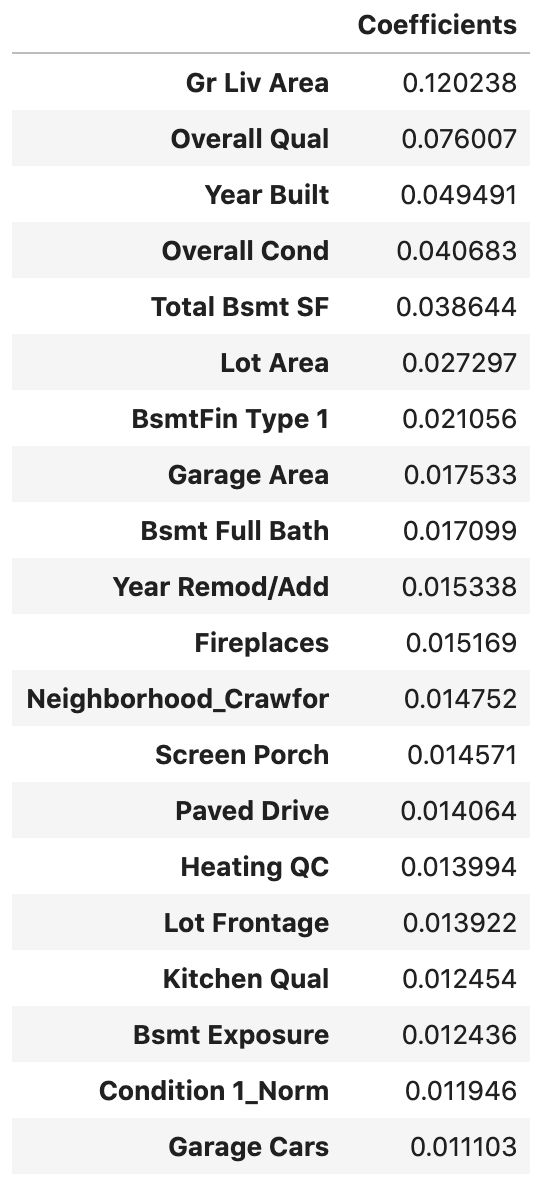 Coefficients
Gr Liv Area 0.120238
Overall Qual 0.076007
Year Built 0.049491
Overall Cond 0.040683
Total Bsmt SF 0.038644
Lot Area 0.027297
BsmtFin Type 1 0.021056
Garage Area 0.017533
Bsmt Full Bath 0.017099
Year Remod/Add 0.015338
Fireplaces 0.015169
Neighborhood_Crawfor 0.014752
Screen Porch 0.014571
Paved Drive 0.014064
Heating QC 0.013994
Lot Frontage 0.013922
Kitchen Qual 0.012454
Bsmt Exposure 0.012436
Condition 1_Norm 0.011946
Garage Cars 0.011103